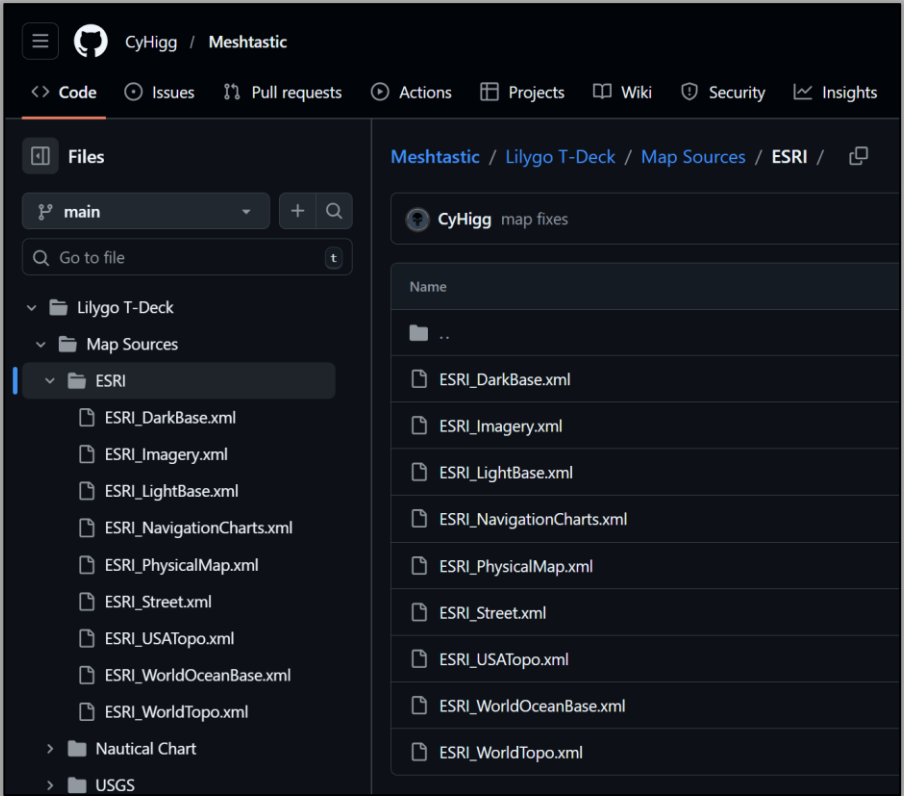 CyHigg / Meshtastic
Code Issues Pull requests Actions Projects Wiki Security Insights
Files
main
Go to file t
Lilygo T-Deck
Map Sources
ESRI
ESRI_DarkBase.xml
ESRI_Imagery.xml
ESRI_LightBase.xml
ESRI_NavigationCharts.xml
ESRI_PhysicalMap.xml
ESRI_Street.xml
ESRI_USATopo.xml
ESRI_WorldOceanBase.xml
ESRI_WorldTopo.xml
Nautical Chart
USGS
Meshtastic / Lilygo T-Deck / Map Sources / ESRI /
CyHigg map fixes
Name
..
ESRI_DarkBase.xml
ESRI_Imagery.xml
ESRI_LightBase.xml
ESRI_NavigationCharts.xml
ESRI_PhysicalMap.xml
ESRI_Street.xml
ESRI_USATopo.xml
ESRI_WorldOceanBase.xml
ESRI_WorldTopo.xml